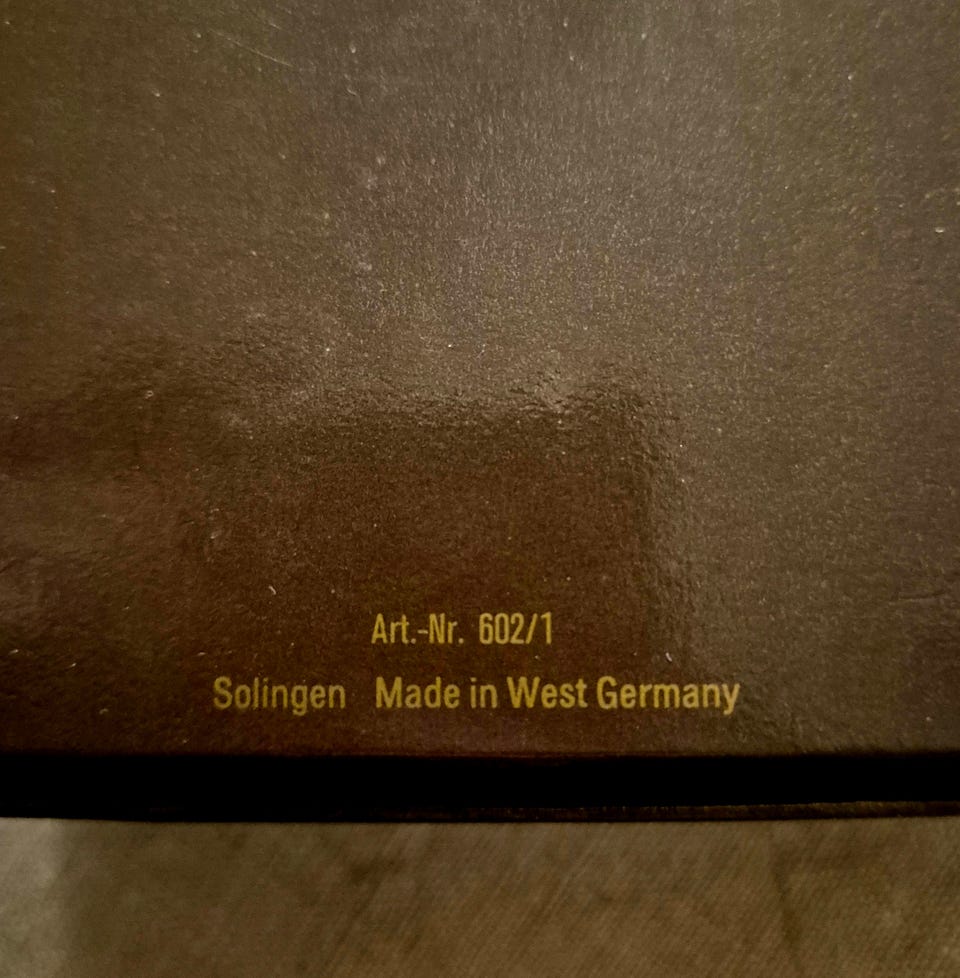 Art.-Nr. 602/1
Solingen Made in West Germany